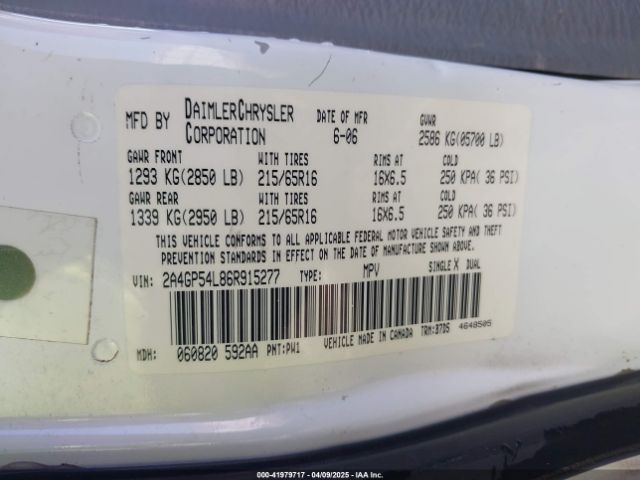 MFD BY DAIMLERCHRYSLER CORPORATION DATE OF MFR 6-06 GVWR 2586 KG(05700 LB)
GAWR FRONT WITH TIRES RIMS AT COLD
1293 KG(2850 LB) 215/65R16 16X6.5 250 KPA( 36 PSI)
GAWR REAR WITH TIRES RIMS AT COLD
1339 KG(2950 LB) 215/65R16 16X6.5 250 KPA( 36 PSI)
THIS VEHICLE CONFORMS TO ALL APPLICABLE FEDERAL MOTOR VEHICLE SAFETY AND THEFT
PREVENTION STANDARDS IN EFFECT ON THE DATE OF MANUFACTURE SHOWN ABOVE.
VIN: 2A4GP54L86R915277 TYPE: MPV SINGLE X DUAL
MDH: 060820 592AA PNT:PW1 VEHICLE MADE IN CANADA TRM:37D5 4648505
000-41979717 - 04/09/2025 - IAAI.COM